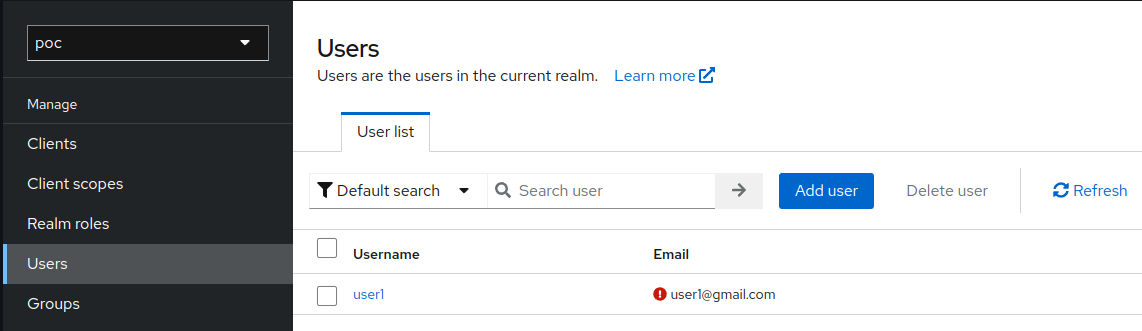 poc
Manage
Clients
Client scopes
Realm roles
Users
Groups
Users
Users are the users in the current realm. Learn more
User list
Default search Search user Add user Delete user Refresh
Username Email
user1 user1@gmail.com